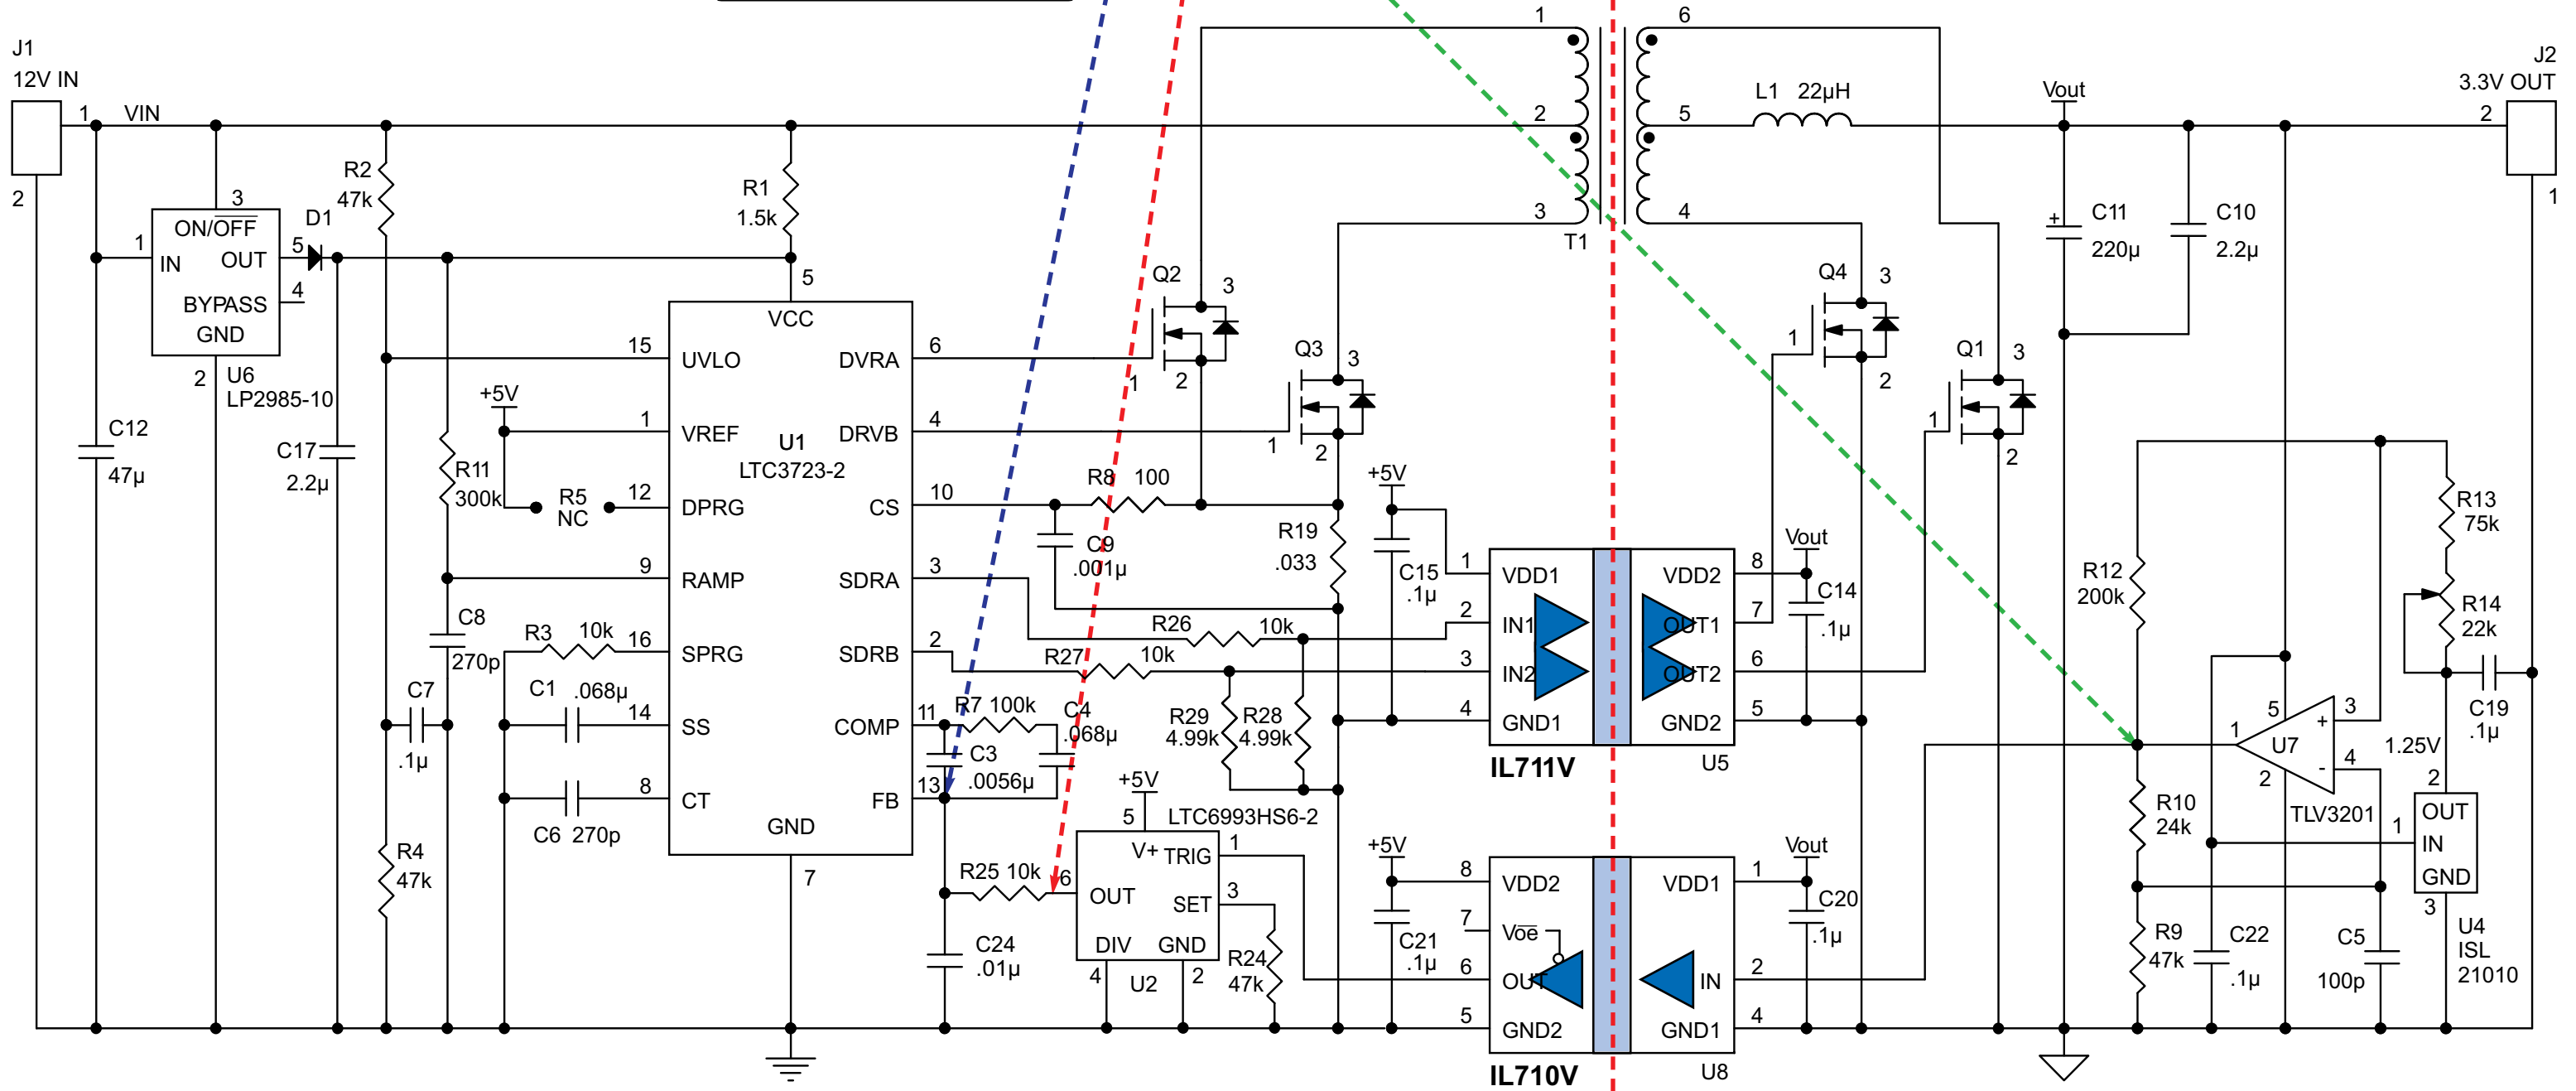 J1
12V IN
1
VIN
2
R2
47k
3
ON/OFF
D1
1
IN
OUT
5
BYPASS
4
GND
2
U6
LP2985-10
C12
47µ
C17
2.2µ
R1
1.5k
5
VCC
15
UVLO
DVRA
6
+5V
1
VREF
U1
LTC3723-2
DRVB
4
R11
300k
R5
NC
12
DPRG
CS
10
9
RAMP
SDRA
3
C8
270p
R3
10k
16
SPRG
SDRB
2
C7
.1µ
C1
.068µ
14
SS
COMP
11
8
CT
FB
13
C6
270p
GND
7
R4
47k
R8
100
C9
.001µ
R26
10k
R27
10k
R7
100k
C4
.068µ
C3
.0056µ
R29
4.99k
R28
4.99k
+5V
5
LTC6993HS6-2
V+
TRIG
1
R25
10k
6
OUT
SET
3
DIV
GND
4
U2
2
R24
47k
C24
.01µ
Q2
3
1
2
Q3
3
1
2
R19
.033
1
2
3
T1
6
5
4
L1
22µH
Vout
J2
3.3V OUT
2
1
C11
+
220µ
C10
2.2µ
Q4
3
1
2
Q1
3
1
2
+5V
C15
.1µ
1
VDD1
VDD2
8
2
IN1
OUT1
7
3
IN2
OUT2
6
4
GND1
GND2
5
IL711V
U5
Vout
C14
.1µ
+5V
C21
.1µ
8
VDD2
VDD1
1
7
Voe
6
OUT
IN
2
5
GND2
GND1
4
IL710V
U8
Vout
C20
.1µ
R12
200k
R13
75k
R14
22k
C19
.1µ
5
+
3
1
U7
1.25V
2
-
4
TLV3201
2
OUT
1
IN
GND
3
U4
ISL
21010
R10
24k
R9
47k
C22
.1µ
C5
100p